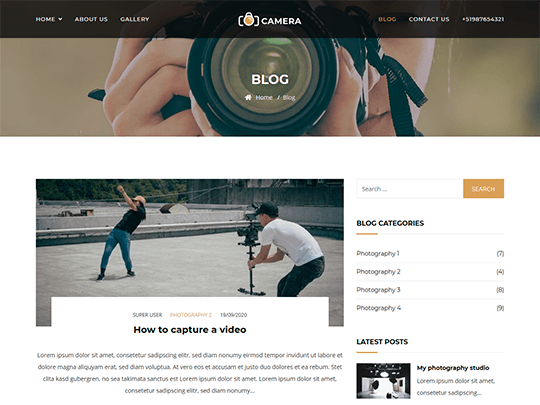 HOME
ABOUT US
GALLERY
CAMERA
BLOG
CONTACT US
+51987654321
BLOG
Home / Blog
SUPER USER PHOTOGRAPHY 2 19/09/2020
How to capture a video
Lorem ipsum dolor sit amet, consetetur sadipscing elitr, sed diam nonumy eirmod tempor invidunt ut labore et
dolore magna aliquyam erat, sed diam voluptua. At vero eos et accusam et justo duo dolores et ea rebum. Stet
clita kasd gubergren, no sea takimata sanctus est Lorem ipsum dolor sit amet. Lorem ipsum dolor sit amet,
consetetur sadipscing elitr...
Search ...
SEARCH
BLOG CATEGORIES
Photography 1 (7)
Photography 2 (4)
Photography 3 (8)
Photography 4 (9)
LATEST POSTS
My photography studio
Lorem ipsum dolor sit amet,
consetetur sadipscing elitr,...